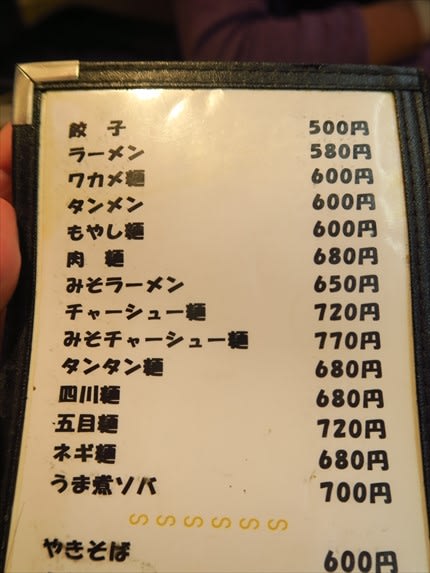 餃 子 500円
ラーメン 580円
ワカメ麺 600円
タンメン 600円
もやし麺 600円
肉 麺 680円
みそラーメン 650円
チャーシュー麺 720円
みそチャーシュー麺 770円
タンタン麺 680円
四川麺 680円
五目麺 720円
ネギ麺 680円
うま煮ソバ 700円
SSSSSS
やきそば 600円